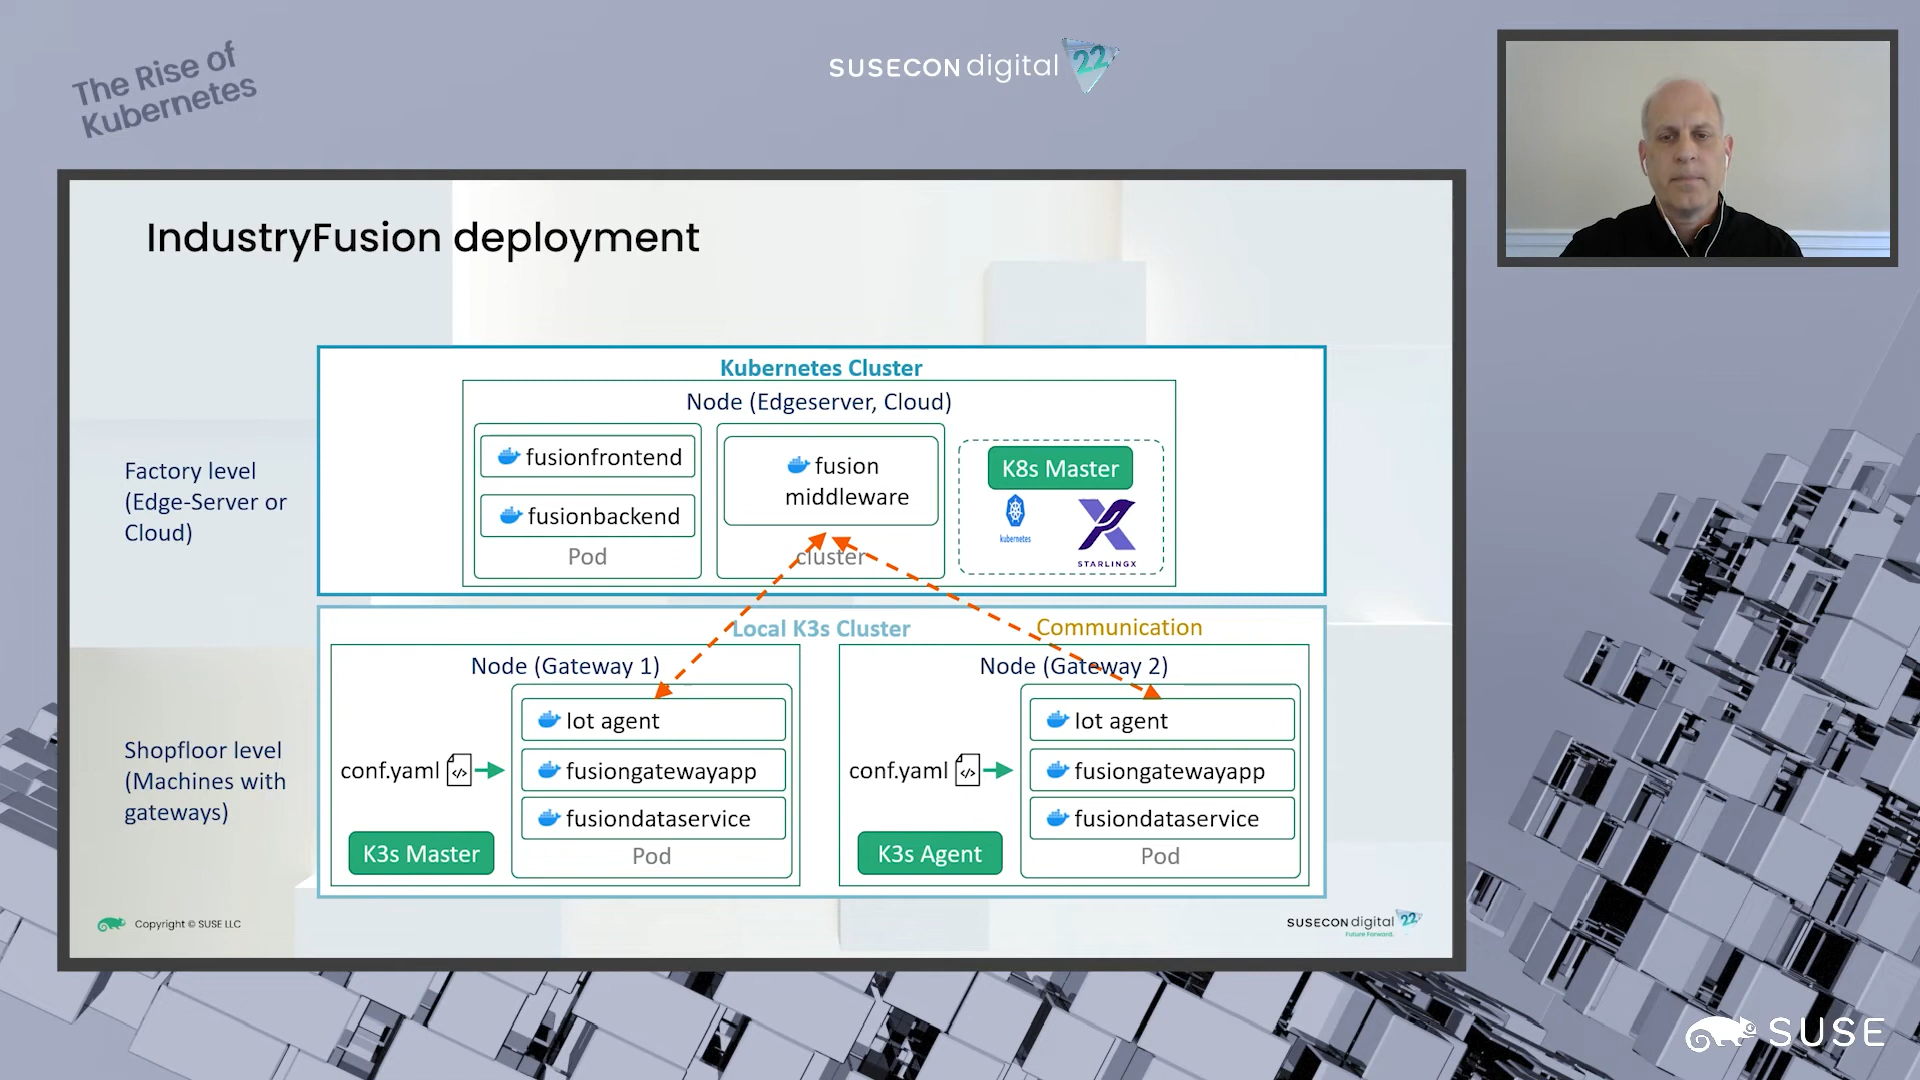 The Rise of
Kubernetes
SUSECON digital 22
IndustryFusion deployment
Kubernetes Cluster
Node (Edgeserver, Cloud)
Factory level
(Edge-Server or
Cloud)
fusionfrontend
fusionbackend
Pod
fusion
middleware
cluster
K8s Master
kubernetes
STARLINGX
Local K3s Cluster
Communication
Shopfloor level
(Machines with
gateways)
Node (Gateway 1)
conf.yaml
K3s Master
Iot agent
fusiongatewayapp
fusiondataservice
Pod
Node (Gateway 2)
conf.yaml
K3s Agent
Iot agent
fusiongatewayapp
fusiondataservice
Pod
Copyright © SUSE LLC
SUSECON digital 22
Future Forward.
SUSE